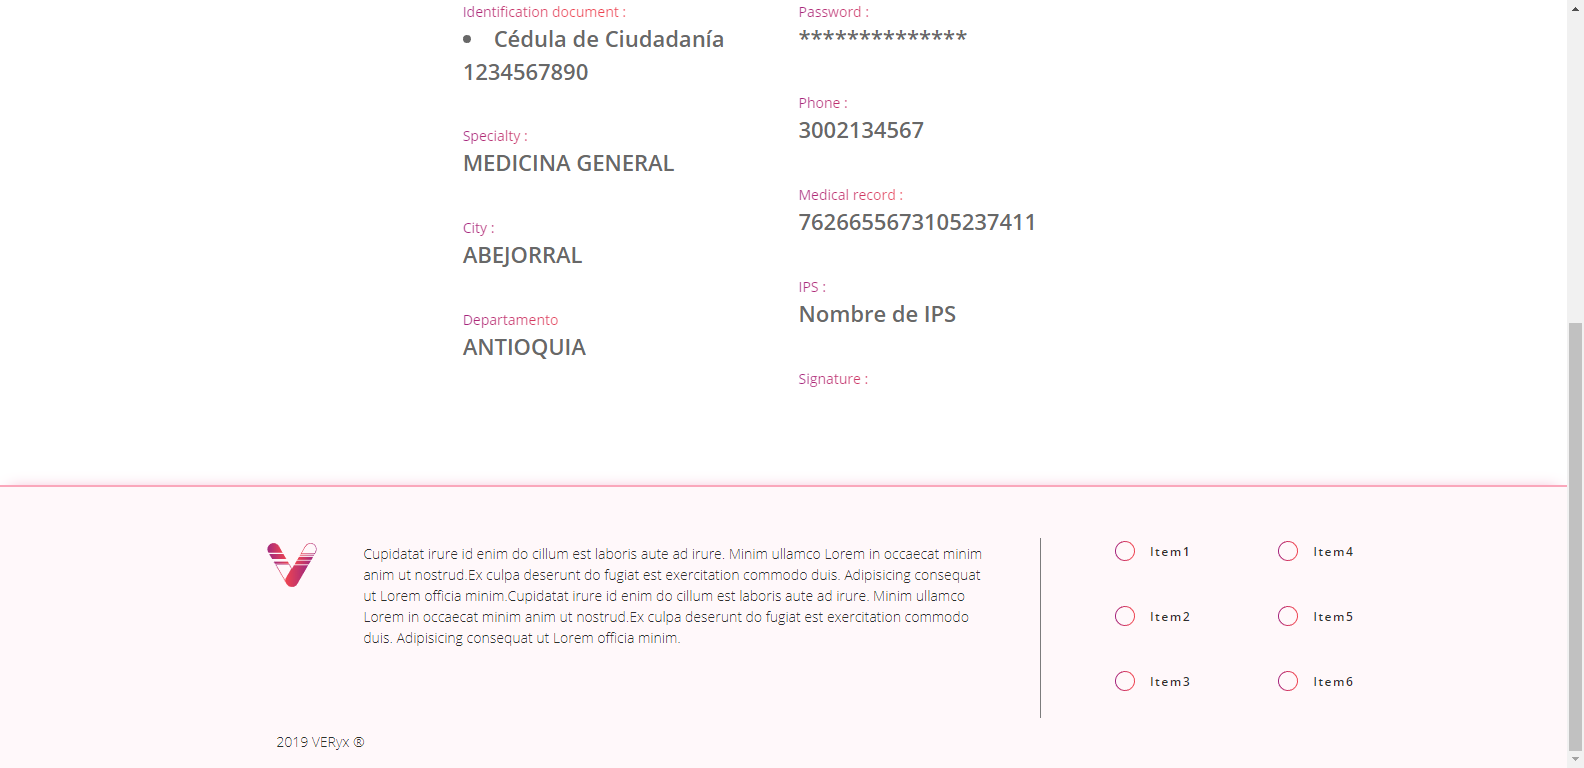 Identification document :
• Cédula de Ciudadanía
1234567890
Specialty :
MEDICINA GENERAL
City :
ABEJORRAL
Departamento
ANTIOQUIA
Password :
**************
Phone :
3002134567
Medical record :
7626655673105237411
IPS :
Nombre de IPS
Signature :
Cupidatat irure id enim do cillum est laboris aute ad irure. Minim ullamco Lorem in occaecat minim
anim ut nostrud.Ex culpa deserunt do fugiat est exercitation commodo duis. Adipisicing consequat
ut Lorem officia minim.Cupidatat irure id enim do cillum est laboris aute ad irure. Minim ullamco
Lorem in occaecat minim anim ut nostrud.Ex culpa deserunt do fugiat est exercitation commodo
duis. Adipisicing consequat ut Lorem officia minim.
Item1
Item2
Item3
Item4
Item5
Item6
2019 VERyx ®